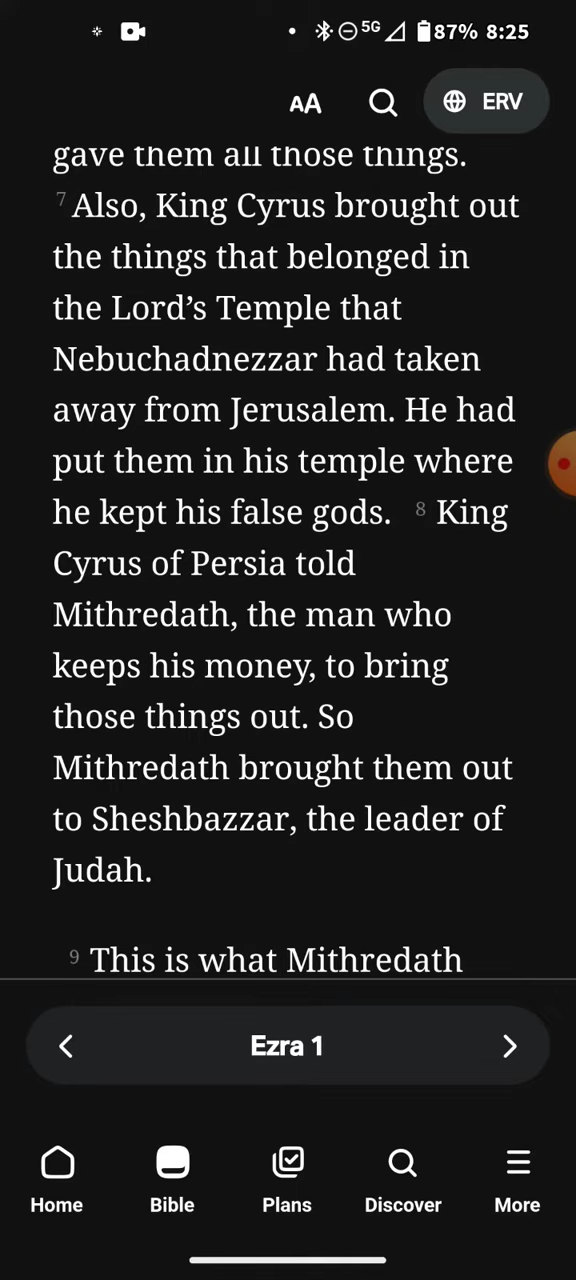 5G 87% 8:25
AA ERV
gave them all those things.
7 Also, King Cyrus brought out
the things that belonged in
the Lord’s Temple that
Nebuchadnezzar had taken
away from Jerusalem. He had
put them in his temple where
he kept his false gods. 8 King
Cyrus of Persia told
Mithredath, the man who
keeps his money, to bring
those things out. So
Mithredath brought them out
to Sheshbazzar, the leader of
Judah.
9 This is what Mithredath
Ezra 1
Home Bible Plans Discover More